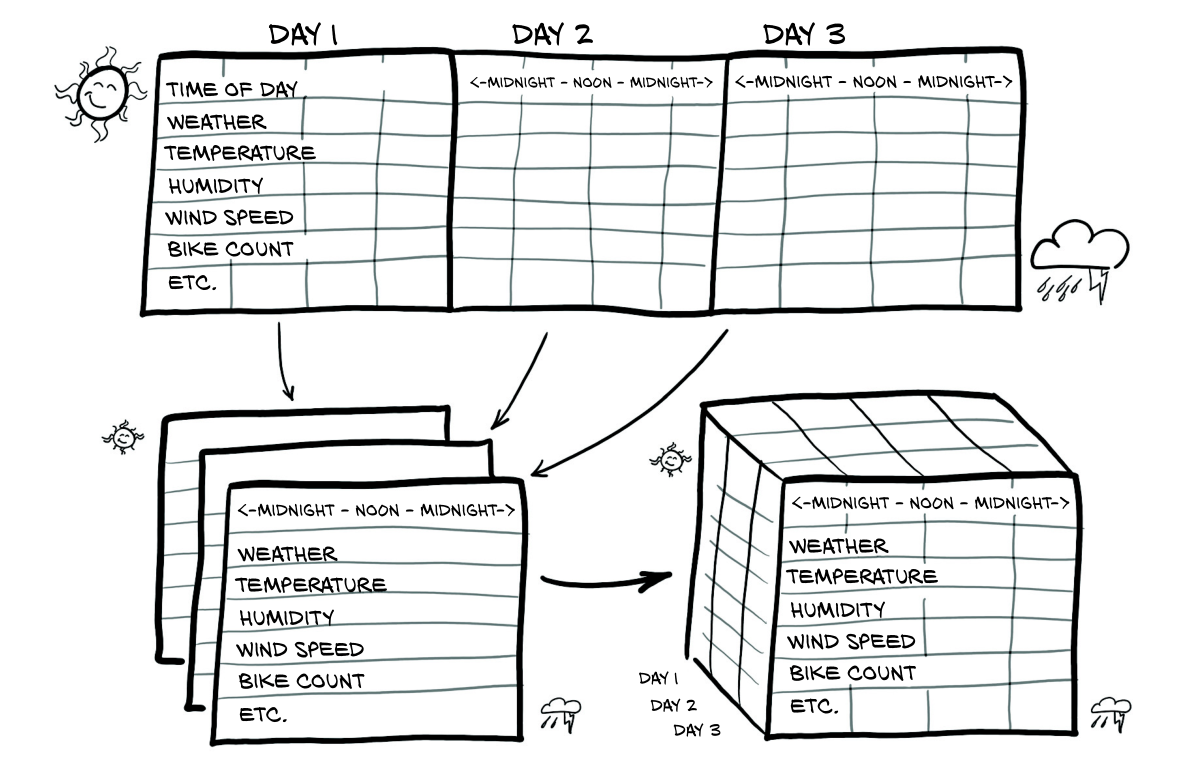 DAY 1
DAY 2
DAY 3
TIME OF DAY
<-MIDNIGHT - NOON - MIDNIGHT->
<-MIDNIGHT - NOON - MIDNIGHT->
WEATHER
TEMPERATURE
HUMIDITY
WIND SPEED
BIKE COUNT
ETC.
<-MIDNIGHT - NOON - MIDNIGHT->
WEATHER
TEMPERATURE
HUMIDITY
WIND SPEED
BIKE COUNT
ETC.
<-MIDNIGHT - NOON - MIDNIGHT->
WEATHER
TEMPERATURE
HUMIDITY
WIND SPEED
BIKE COUNT
ETC.
DAY 1
DAY 2
DAY 3